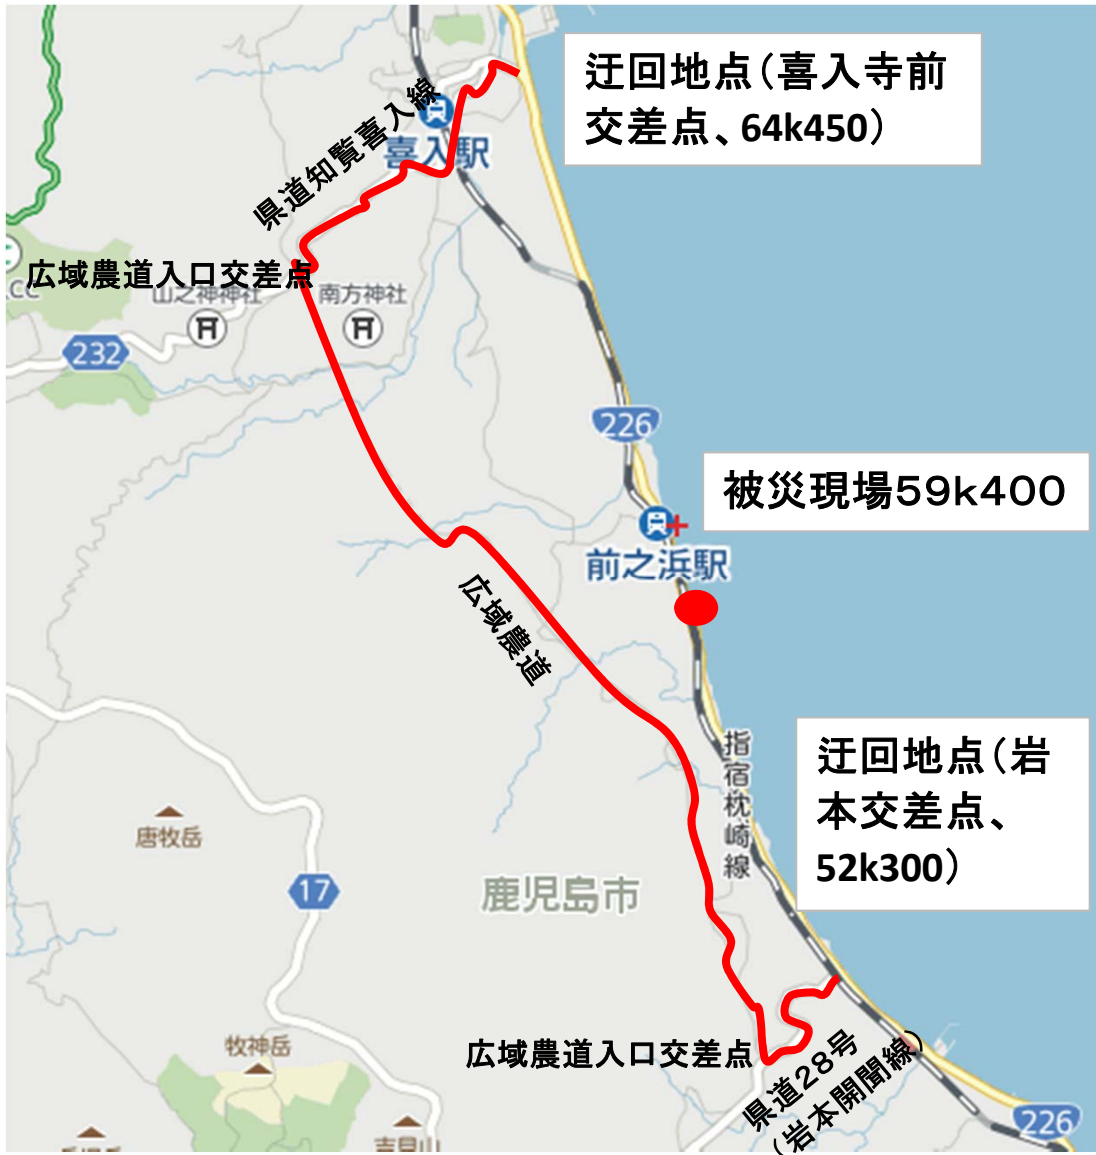 迂回地点（喜入寺前
交差点、64k450）
県道知覧喜入線
喜入駅
広域農道入口交差点
CC
山之神神社
南方神社
232
226
被災現場59k400
前之浜駅
広域農道
指宿枕崎線
迂回地点（岩
本交差点、
52k300）
唐牧岳
17
鹿児島市
牧神岳
広域農道入口交差点
県道28号
（岩本開聞線）
226
吉見山